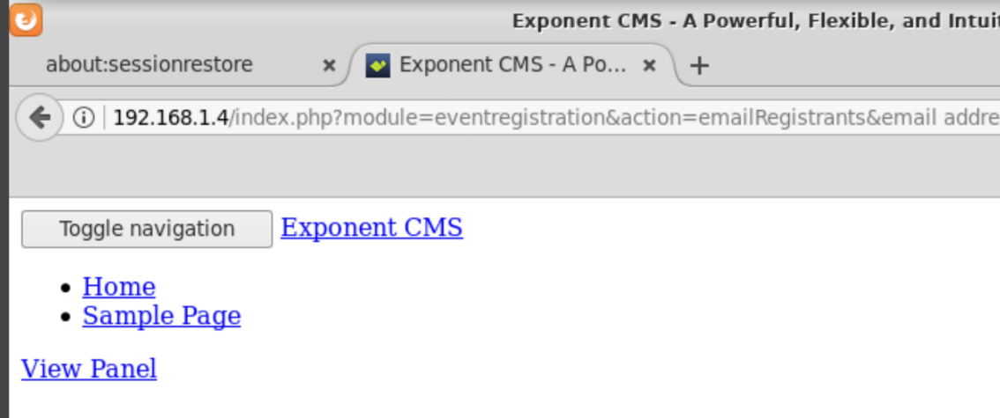 Exponent CMS - A Powerful, Flexible, and Intuit
about:sessionrestore Exponent CMS - A Po...
192.168.1.4/index.php?module=eventregistration&action=emailRegistrants&email addre
Toggle navigation Exponent CMS
Home
Sample Page
View Panel